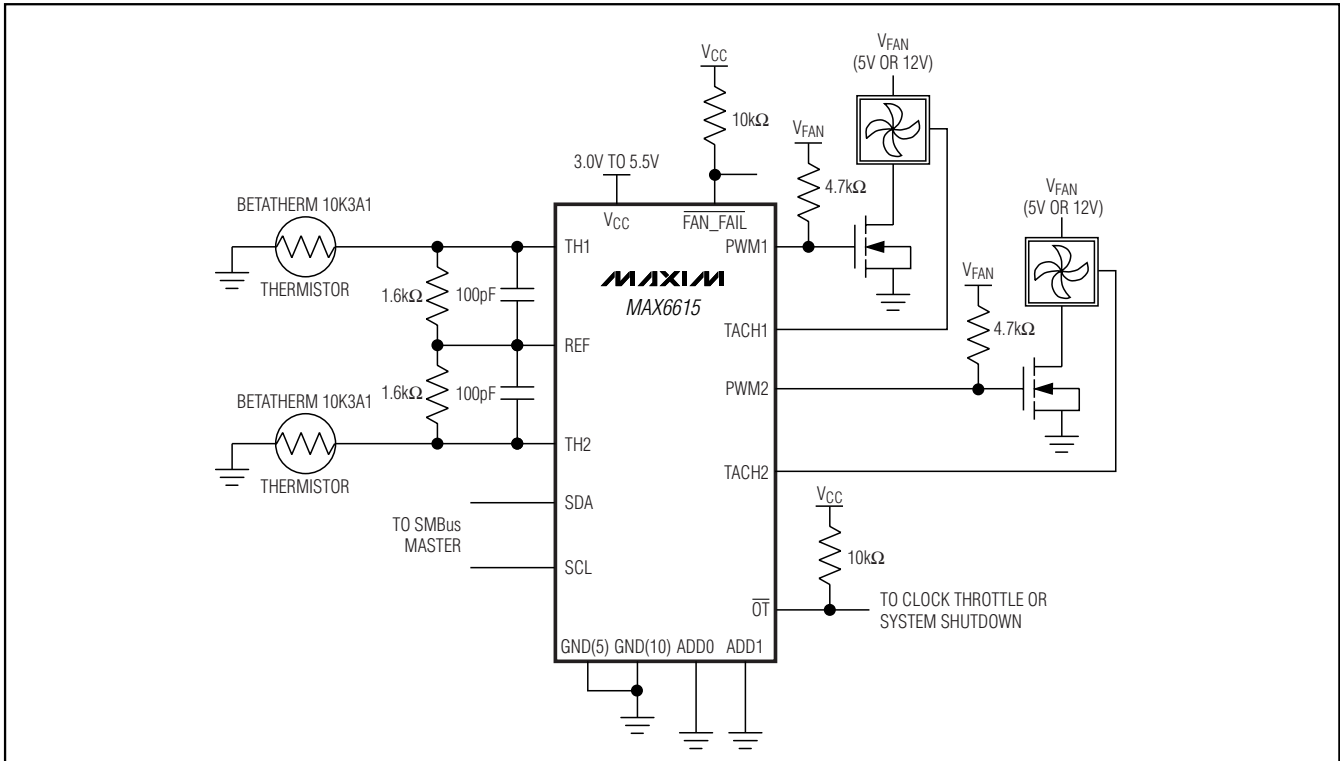 VCC
10kΩ
VFAN
(5V OR 12V)
VFAN
4.7kΩ
3.0V TO 5.5V
VCC
FAN_FAIL
BETATHERM 10K3A1
THERMISTOR
1.6kΩ
100pF
TH1
PWM1
MAXIM
MAX6615
VFAN
(5V OR 12V)
VFAN
4.7kΩ
TACH1
REF
1.6kΩ
100pF
PWM2
BETATHERM 10K3A1
THERMISTOR
TH2
TACH2
SDA
TO SMBus
MASTER
SCL
VCC
10kΩ
OT
TO CLOCK THROTTLE OR
SYSTEM SHUTDOWN
GND(5) GND(10) ADD0 ADD1